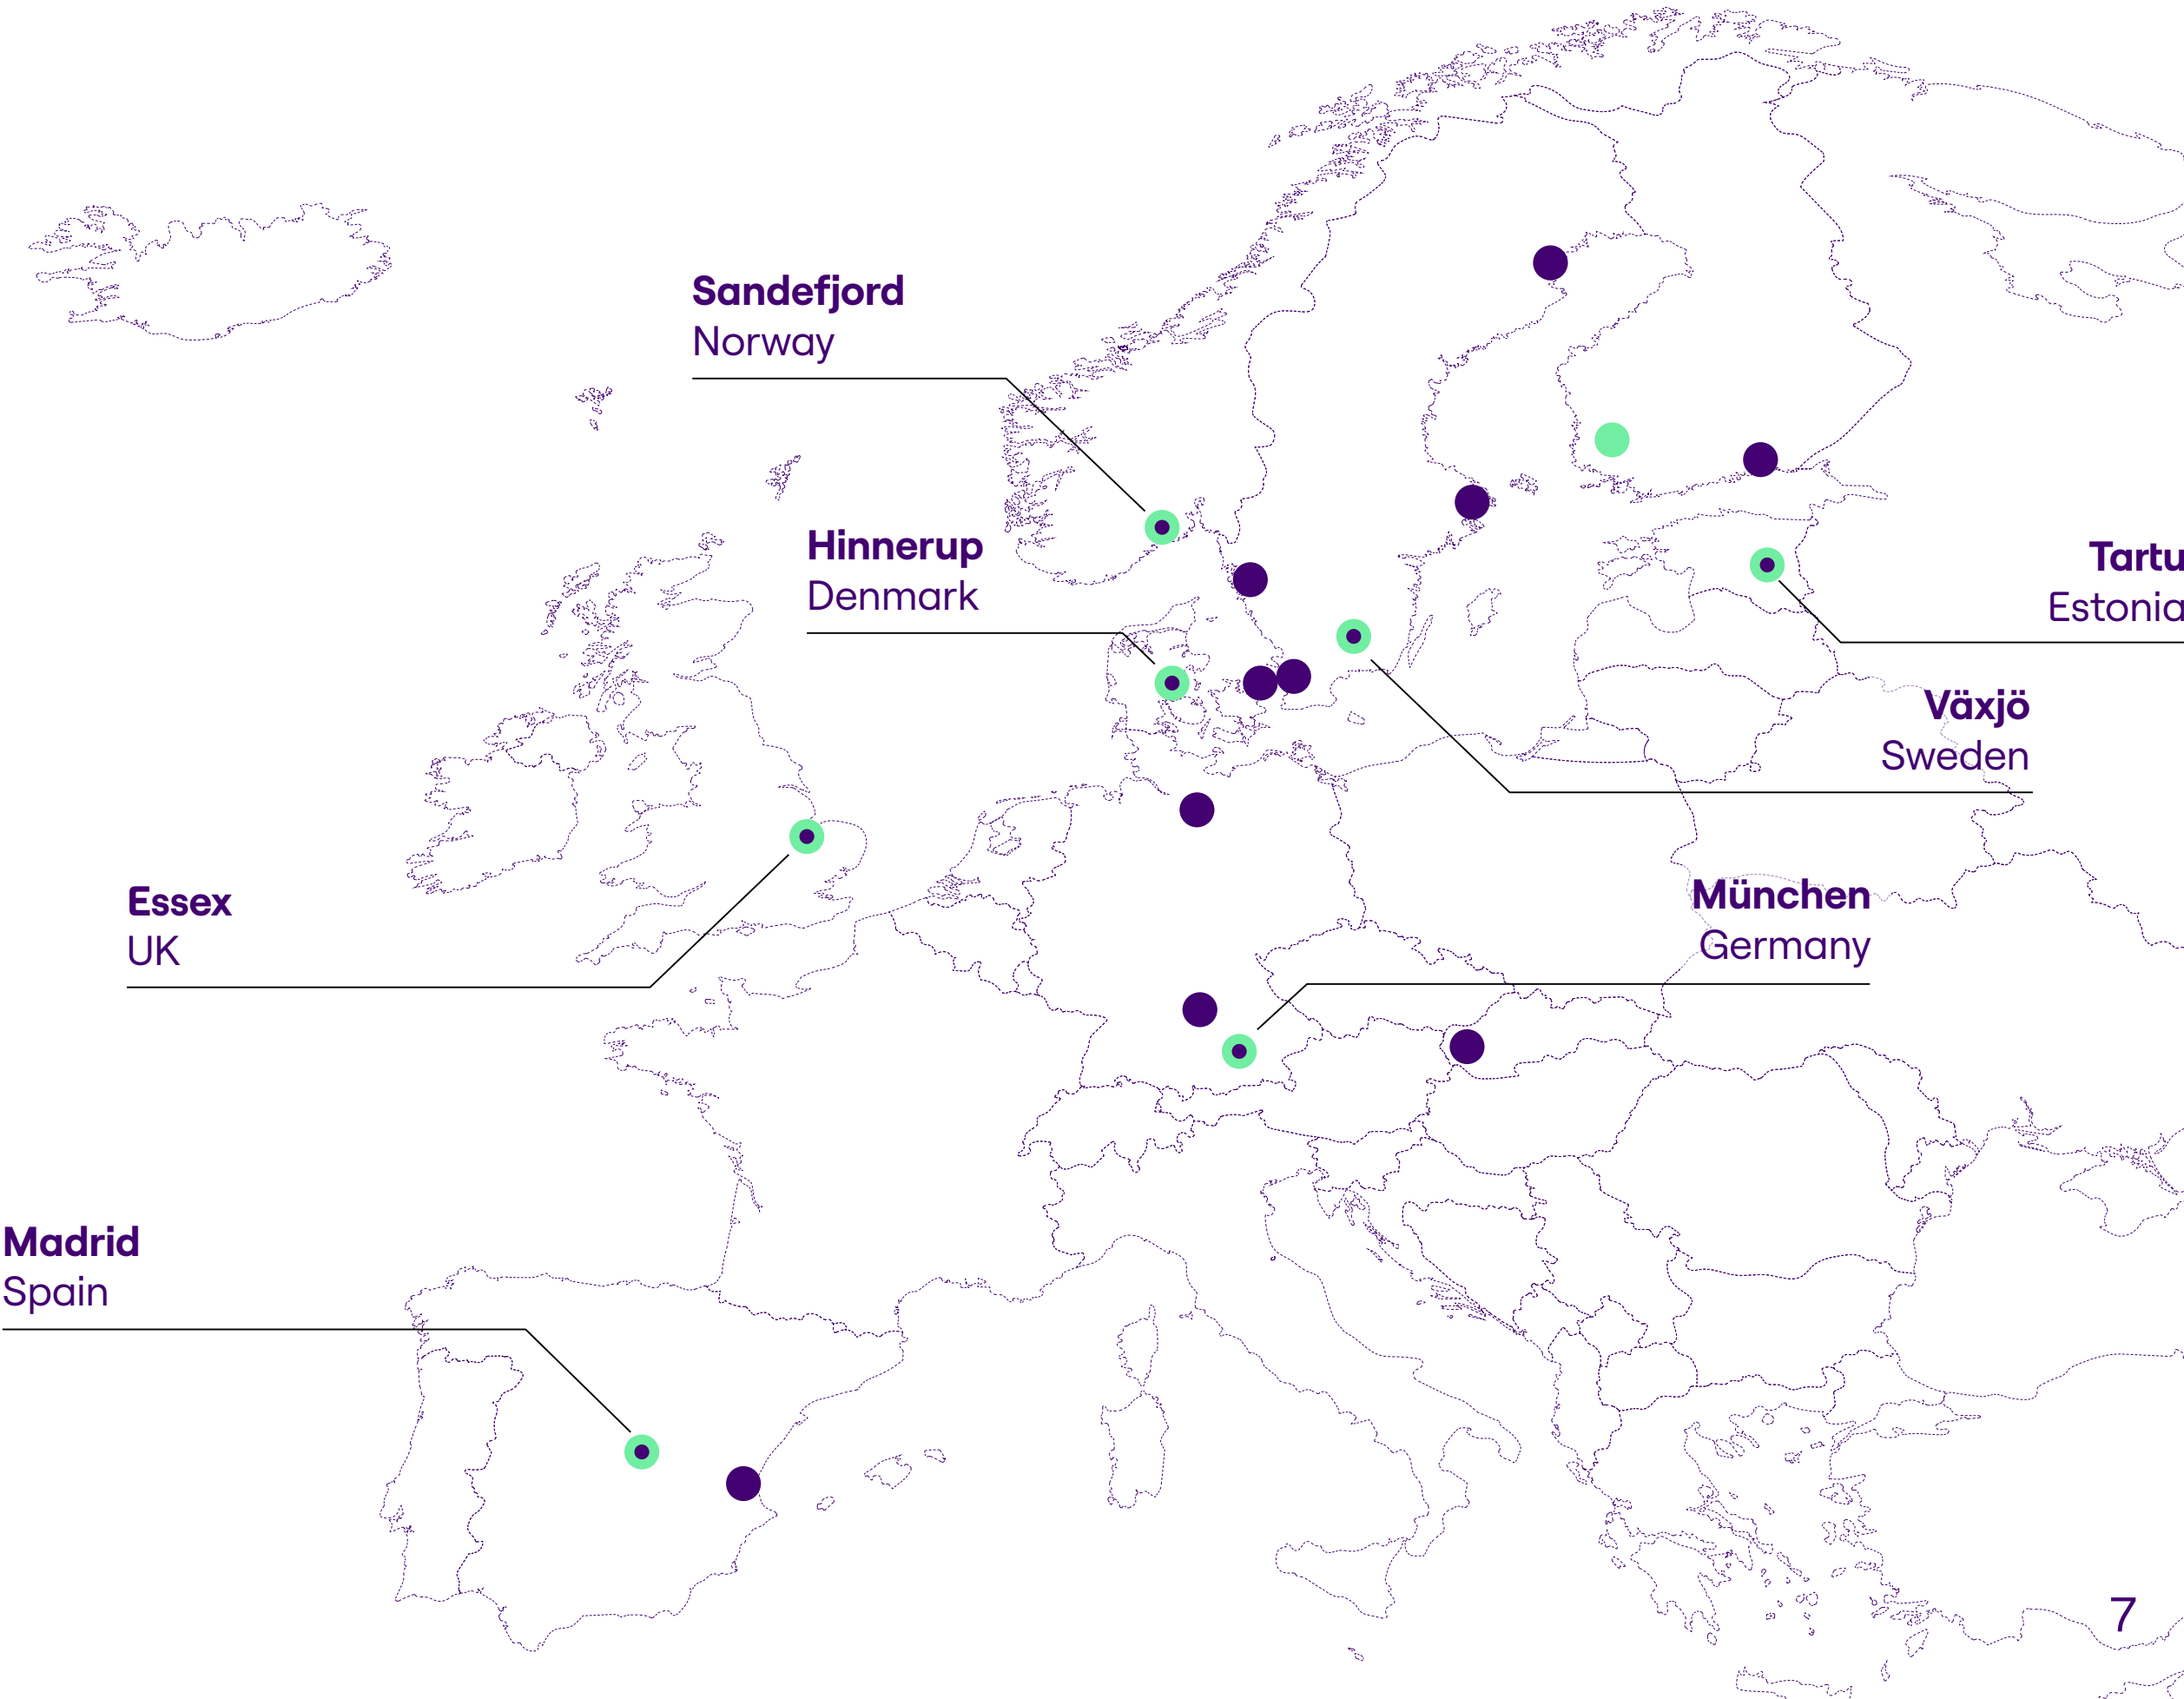 Sandefjord
Norway
Hinnerup
Denmark
Tartu
Estonia
Växjö
Sweden
Essex
UK
München
Germany
Madrid
Spain
7